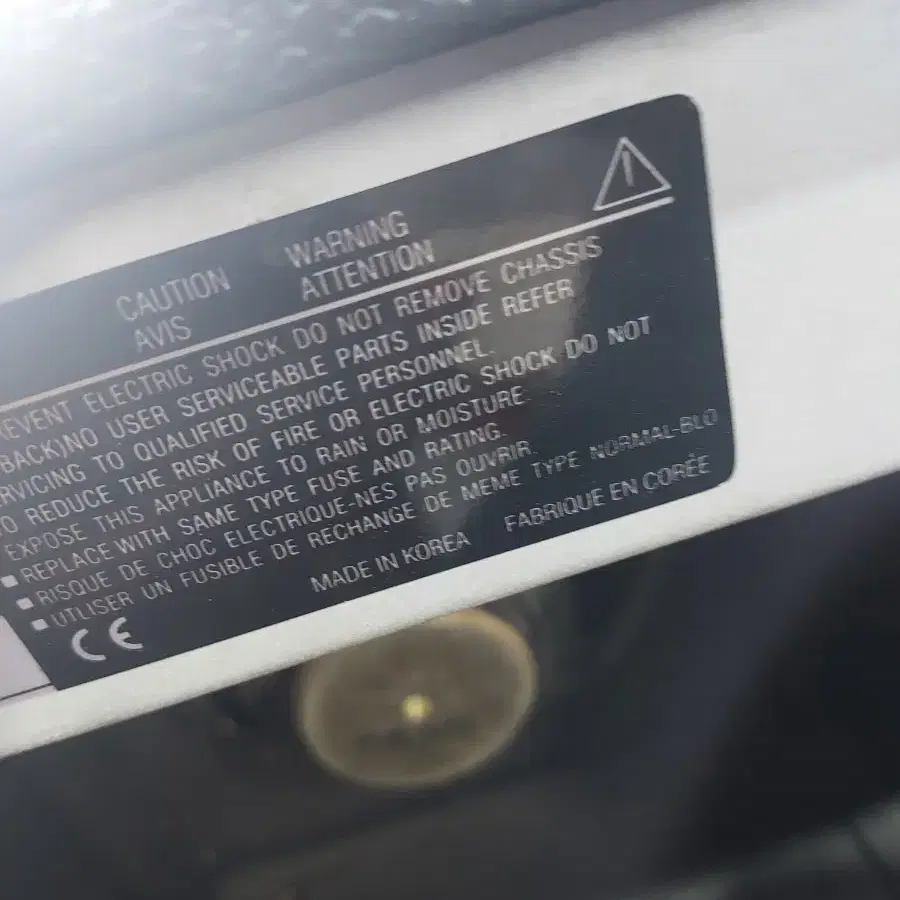 CAUTION WARNING
AVIS ATTENTION
EVENT ELECTRIC SHOCK DO NOT REMOVE CHASSIS
BACK)NO USER SERVICEABLE PARTS INSIDE REFER
RVICING TO QUALIFIED SERVICE PERSONNEL.
O REDUCE THE RISK OF FIRE OR ELECTRIC SHOCK DO NOT
EXPOSE THIS APPLIANCE TO RAIN OR MOISTURE
■ REPLACE WITH SAME TYPE FUSE AND RATING.
■ RISQUE DE CHOC ELECTRIQUE-NES PAS OUVRIR.
■ UTLISER UN FUSIBLE DE RECHANGE DE MEME TYPE NORMAL-BLO
MADE IN KOREA FABRIQUE EN CORÉE
CE